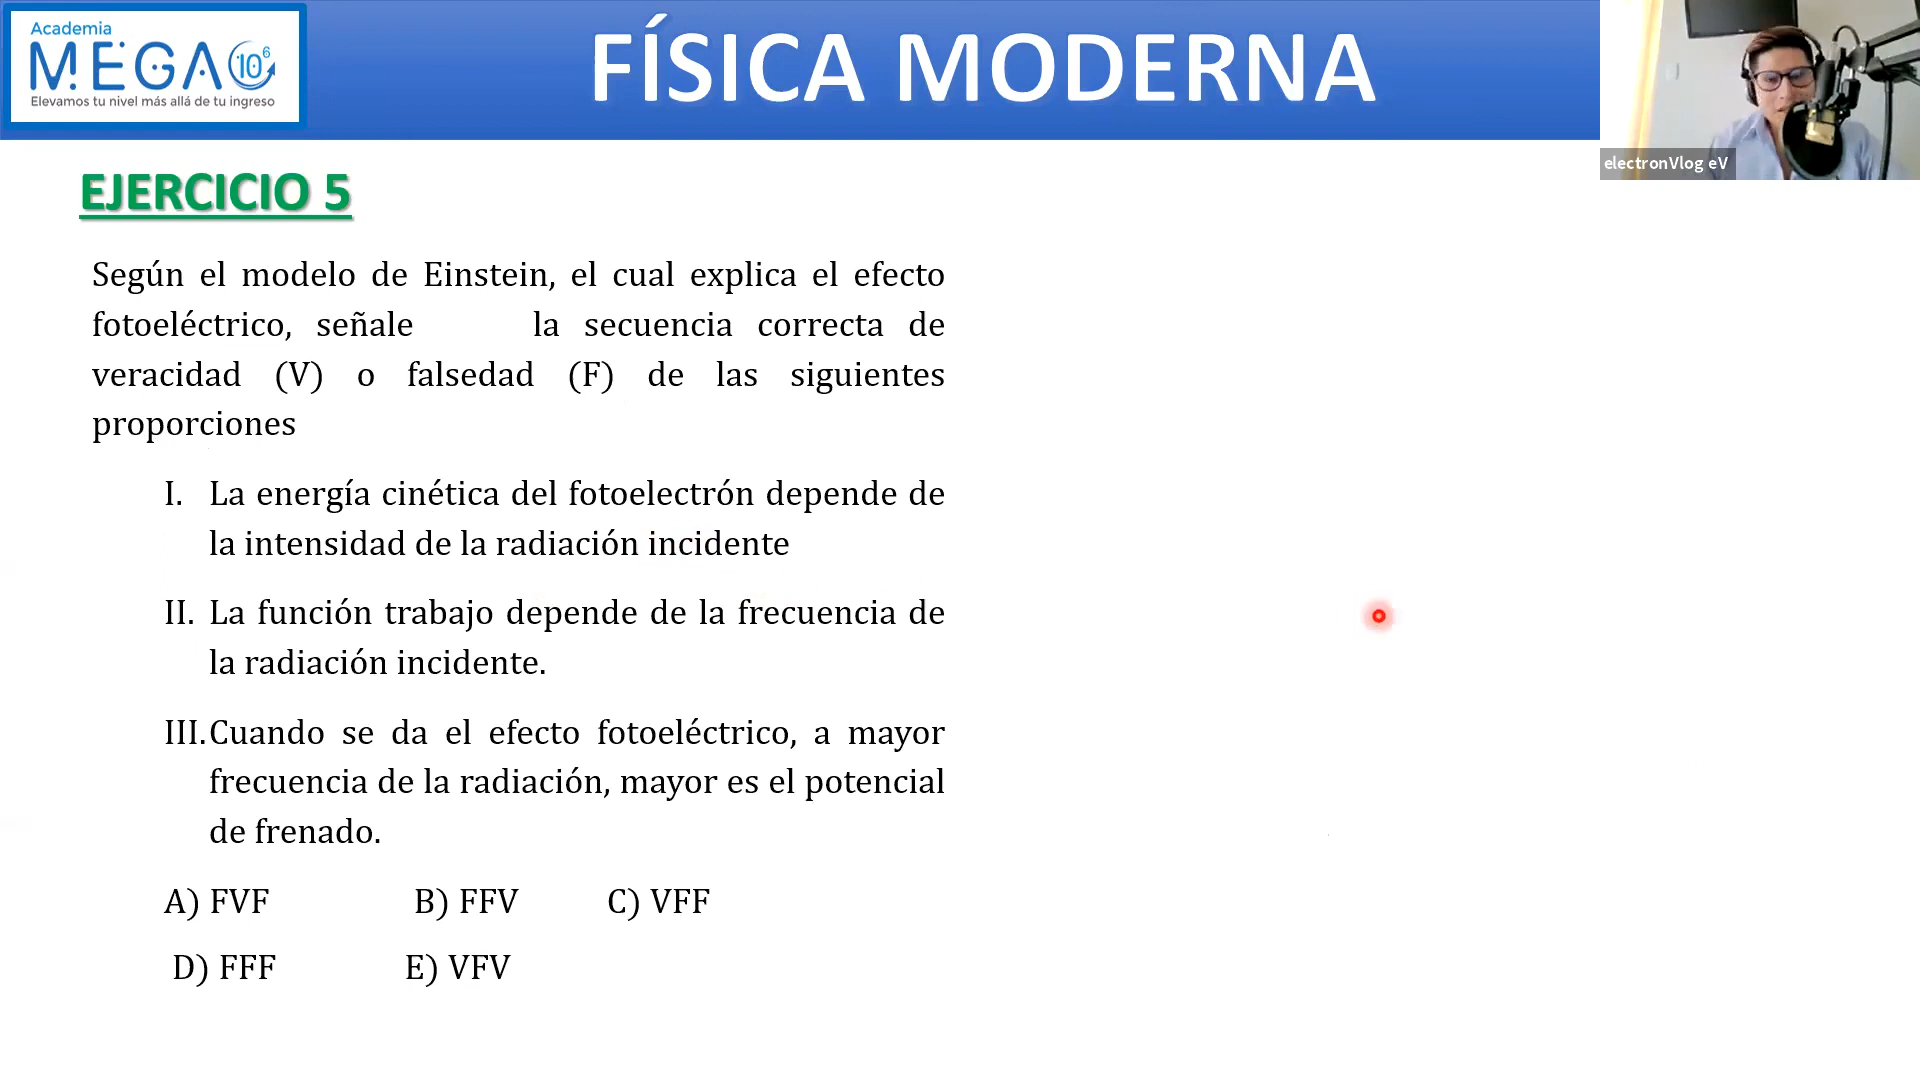 Academia
MEGA 10⁶
Elevamos tu nivel más allá de tu ingreso
FÍSICA MODERNA
electronVlog eV
EJERCICIO 5
Según el modelo de Einstein, el cual explica el efecto
fotoeléctrico, señale la secuencia correcta de
veracidad (V) o falsedad (F) de las siguientes
proporciones
I. La energía cinética del fotoelectrón depende de
la intensidad de la radiación incidente
II. La función trabajo depende de la frecuencia de
la radiación incidente.
III. Cuando se da el efecto fotoeléctrico, a mayor
frecuencia de la radiación, mayor es el potencial
de frenado.
A) FVF B) FFV C) VFF
D) FFF E) VFV